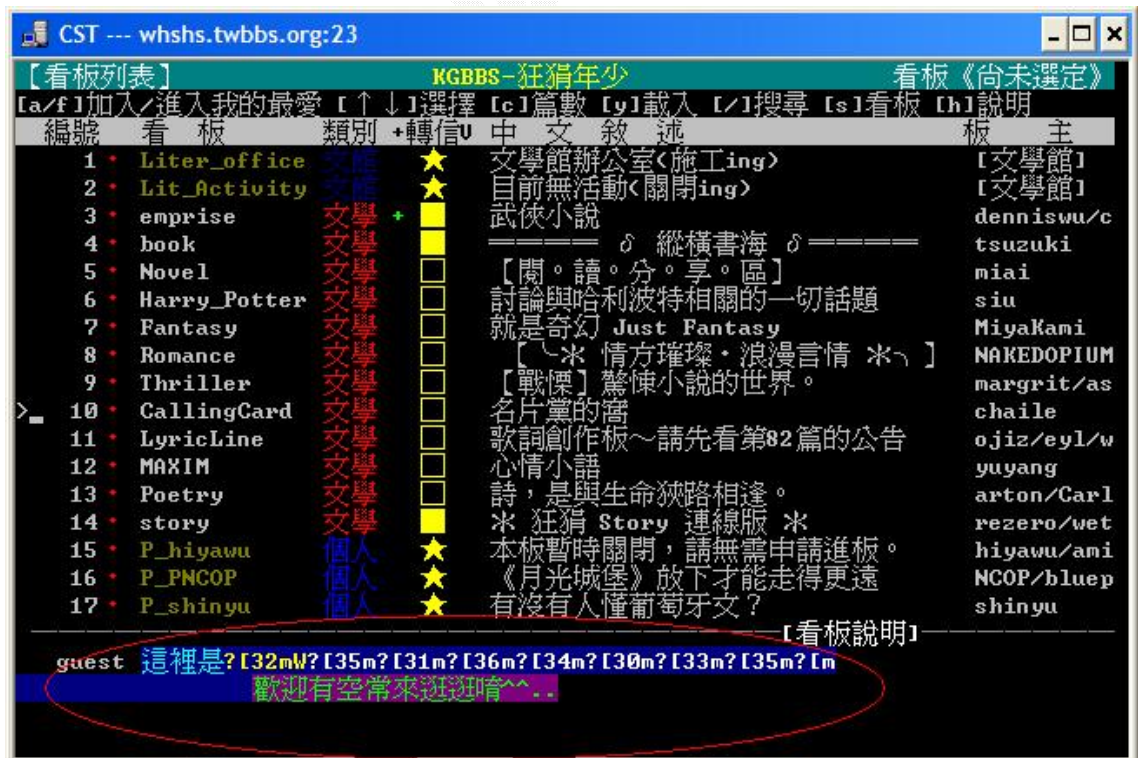 CST --- whshs.twbbs.org:23
【看板列表】 KGBBS-狂狷年少 看板《尚未選定》
[a/f]加入/進入我的最愛 [↑↓]選擇 [c]篇數 [y]載入 [/]搜尋 [s]看板 [h]說明
編號 看 板 類別 +轉信U 中 文 敘 述 板 主
1 • Liter_office 文館 ★ 文學館辦公室(施工ing) [文學館]
2 • Lit_Activity 文館 ★ 目前無活動(關閉ing) [文學館]
3 • emprise 文學 + ■ 武俠小說 denniswu/c
4 • book 文學 ■ ═════ δ 縱橫書海 δ ═════ tsuzuki
5 • Novel 文學 □ 【閱。讀。分。享。區】 miai
6 • Harry_Potter 文學 □ 討論與哈利波特相關的一切話題 siu
7 • Fantasy 文學 □ 就是奇幻 Just Fantasy MiyaKami
8 • Romance 文學 □ 【╰※ 情方璀璨‧浪漫言情 ※╮】 NAKEDOPIUM
9 • Thriller 文學 □ 【戰慄】驚悚小說的世界。 margrit/as
>_ 10 • CallingCard 文學 □ 名片黨的窩 chaile
11 • LyricLine 文學 □ 歌詞創作板～請先看第82篇的公告 ojiz/eyl/w
12 • MAXIM 文學 □ 心情小語 yuyang
13 • Poetry 文學 □ 詩，是與生命狹路相逢。 arton/Carl
14 • story 文學 ■ ※ 狂狷 Story 連線版 ※ rezero/wet
15 • P_hiyawu 個人 ★ 本板暫時關閉，請無需申請進板。 hiyawu/ami
16 • P_PNCOP 個人 ★ 《月光城堡》放下才能走得更遠 NCOP/bluep
17 • P_shinyu 個人 ★ 有沒有人懂葡萄牙文？ shinyu
[看板說明]
guest 這裡是?[32mW?[35m?[31m?[36m?[34m?[30m?[33m?[35m?[m
歡迎有空常來逛逛唷^^..